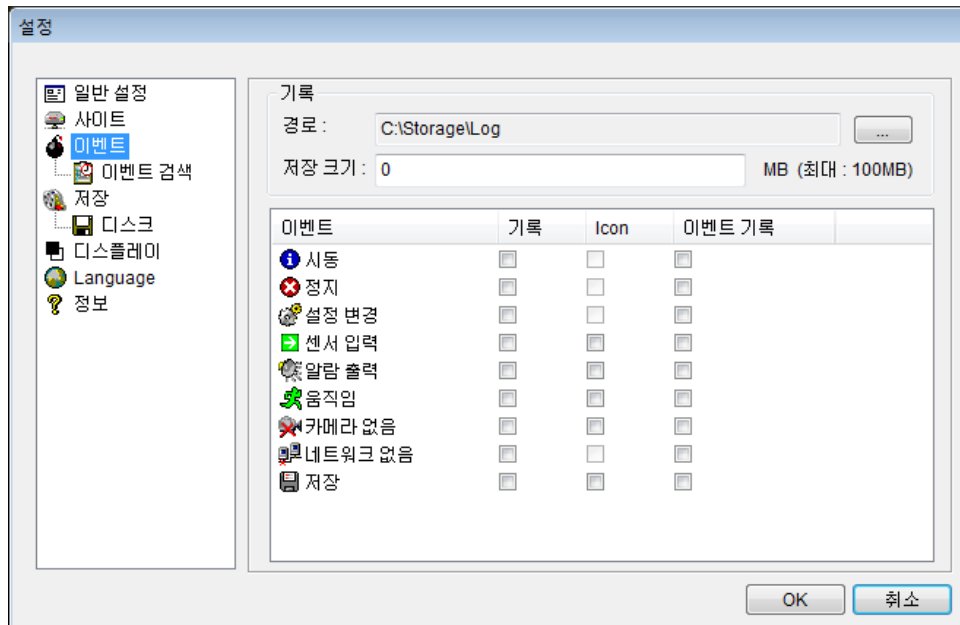 설정
일반 설정
사이트
이벤트
이벤트 검색
저장
디스크
디스플레이
Language
정보
기록
경로 : C:\Storage\Log ...
저장 크기 : 0 MB (최대 : 100MB)
이벤트 기록 Icon 이벤트 기록
시동
정지
설정 변경
센서 입력
알람 출력
움직임
카메라 없음
네트워크 없음
저장
OK 취소